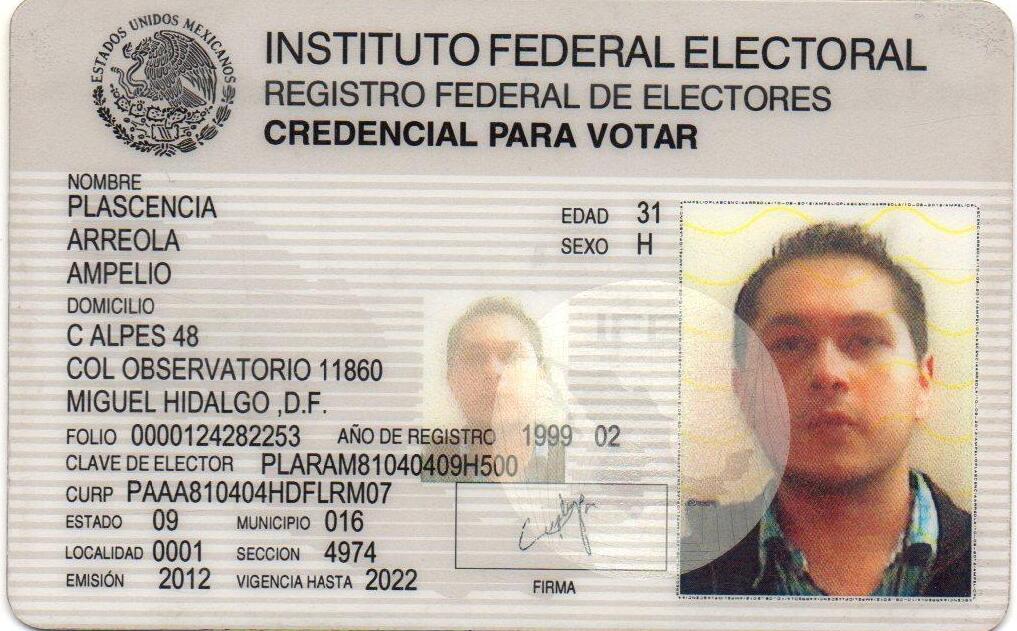 ESTADOS UNIDOS MEXICANOS
INSTITUTO FEDERAL ELECTORAL
REGISTRO FEDERAL DE ELECTORES
CREDENCIAL PARA VOTAR
NOMBRE
PLASCENCIA
ARREOLA
AMPELIO
EDAD 31
SEXO H
DOMICILIO
C ALPES 48
COL OBSERVATORIO 11860
MIGUEL HIDALGO ,D.F.
FOLIO 0000124282253 AÑO DE REGISTRO 1999 02
CLAVE DE ELECTOR PLARAM81040409H500
CURP PAAA810404HDFLRM07
ESTADO 09 MUNICIPIO 016
LOCALIDAD 0001 SECCION 4974
EMISIÓN 2012 VIGENCIA HASTA 2022
FIRMA
IFE